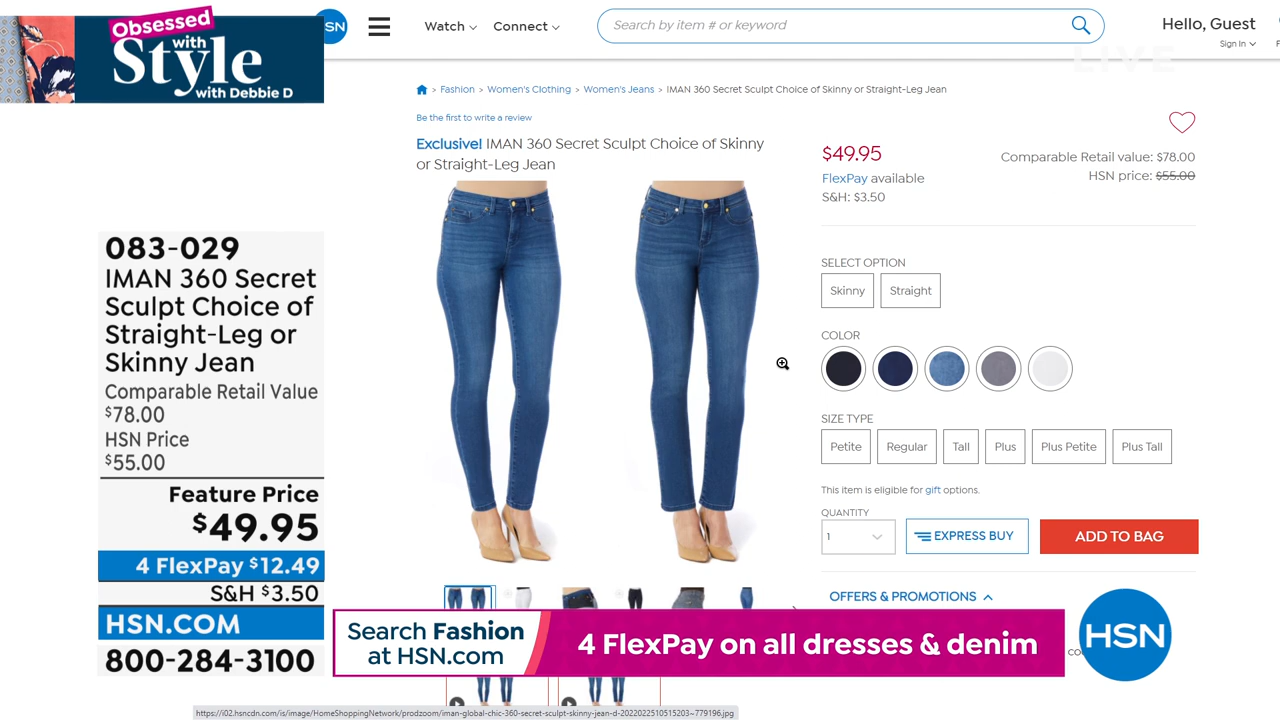 Obsessed
with
Style
with Debbie D
HSN
Watch
Connect
Search by item # or keyword
Hello, Guest
Sign In
LIVE
Fashion > Women's Clothing > Women's Jeans > IMAN 360 Secret Sculpt Choice of Skinny or Straight-Leg Jean
Be the first to write a review
Exclusive! IMAN 360 Secret Sculpt Choice of Skinny
or Straight-Leg Jean
$49.95
Comparable Retail value: $78.00
FlexPay available
HSN price: $55.00
S&H: $3.50
SELECT OPTION
Skinny
Straight
COLOR
SIZE TYPE
Petite
Regular
Tall
Plus
Plus Petite
Plus Tall
This item is eligible for gift options.
QUANTITY
1
EXPRESS BUY
ADD TO BAG
OFFERS & PROMOTIONS
083-029
IMAN 360 Secret
Sculpt Choice of
Straight-Leg or
Skinny Jean
Comparable Retail Value
$78.00
HSN Price
$55.00
Feature Price
$49.95
4 FlexPay $12.49
S&H $3.50
HSN.COM
800-284-3100
Search Fashion
at HSN.com
4 FlexPay on all dresses & denim
HSN
https://i02.hsncdn.com/is/image/HomeShoppingNetwork/prodzoom/iman-global-chic-360-secret-sculpt-skinny-jean-d-2022022510515203~779196.jpg